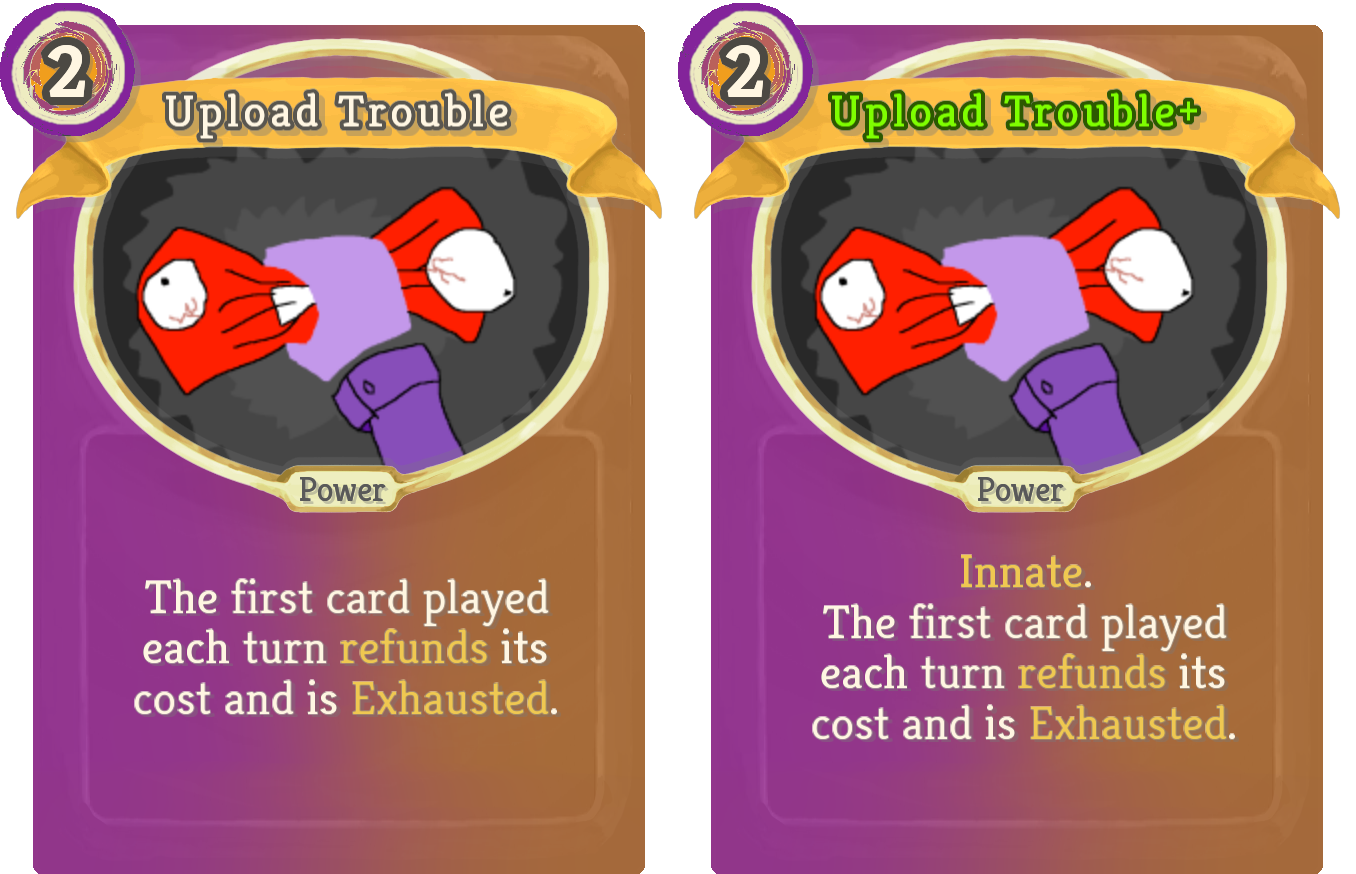 2
Upload Trouble
Power
The first card played
each turn refunds its
cost and is Exhausted.
2
Upload Trouble+
Power
Innate.
The first card played
each turn refunds its
cost and is Exhausted.